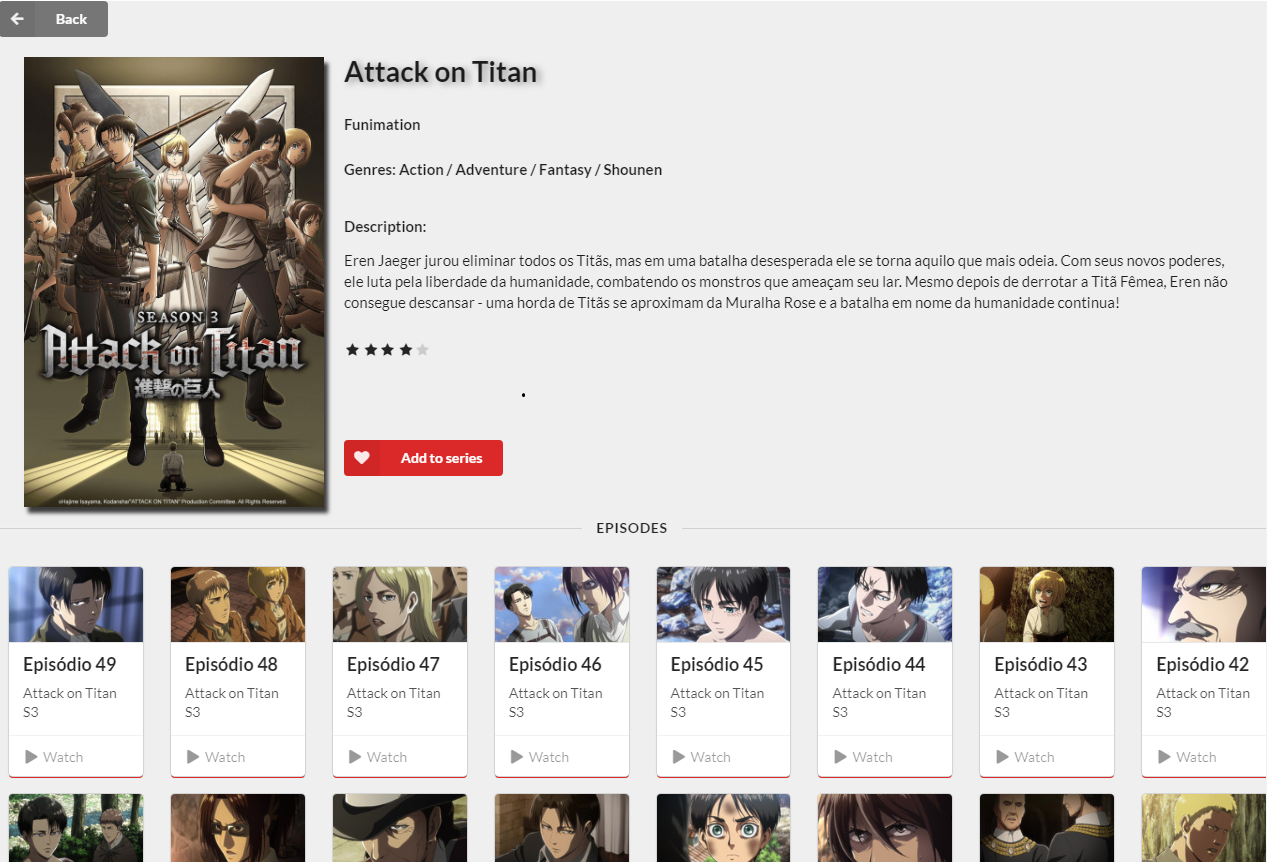 Back
Attack on Titan
Funimation
Genres: Action / Adventure / Fantasy / Shounen
Description:
Eren Jaeger jurou eliminar todos os Titãs, mas em uma batalha desesperada ele se torna aquilo que mais odeia. Com seus novos poderes,
ele luta pela liberdade da humanidade, combatendo os monstros que ameaçam seu lar. Mesmo depois de derrotar a Titã Fêmea, Eren não
consegue descansar - uma horda de Titãs se aproximam da Muralha Rose e a batalha em nome da humanidade continua!
SEASON 3
Attack on Titan
進撃の巨人
©Hajime Isayama, Kodansha/"ATTACK ON TITAN" Production Committee. All Rights Reserved.
Add to series
EPISODES
Episódio 49
Attack on Titan
S3
Watch
Episódio 48
Attack on Titan
S3
Watch
Episódio 47
Attack on Titan
S3
Watch
Episódio 46
Attack on Titan
S3
Watch
Episódio 45
Attack on Titan
S3
Watch
Episódio 44
Attack on Titan
S3
Watch
Episódio 43
Attack on Titan
S3
Watch
Episódio 42
Attack on Titan
S3
Watch